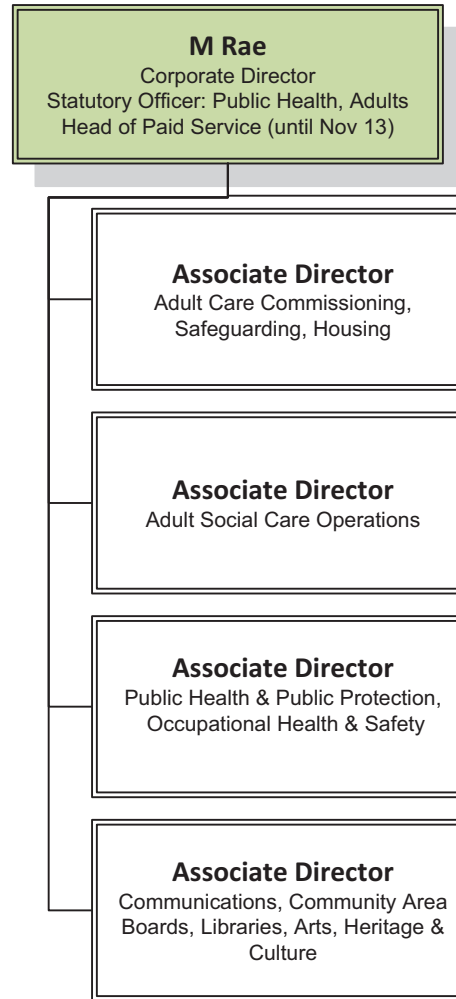 M Rae
Corporate Director
Statutory Officer: Public Health, Adults
Head of Paid Service (until Nov 13)
Associate Director
Adult Care Commissioning,
Safeguarding, Housing
Associate Director
Adult Social Care Operations
Associate Director
Public Health & Public Protection,
Occupational Health & Safety
Associate Director
Communications, Community Area
Boards, Libraries, Arts, Heritage &
Culture